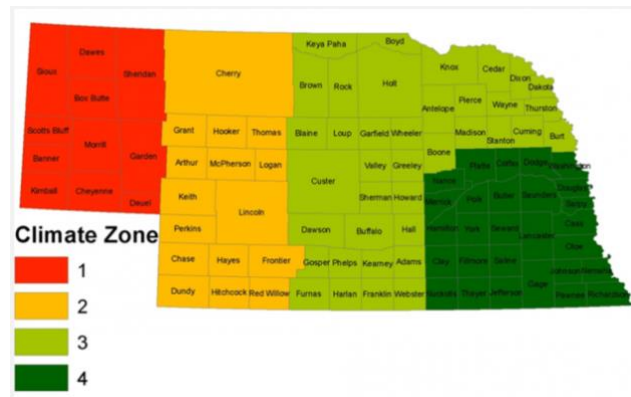 Keya Paha
Boyd
Dawes
Sioux
Sheridan
Cherry
Knox
Cedar
Dixon
Dakota
Box Butte
Brown
Rock
Holt
Antelope
Pierce
Wayne
Thurston
Scotts Bluff
Morrill
Garden
Grant
Hooker
Thomas
Blaine
Loup
Garfield
Wheeler
Madison
Stanton
Cuming
Burt
Banner
Arthur
McPherson
Logan
Custer
Valley
Greeley
Boone
Platte
Colfax
Dodge
Washington
Kimball
Cheyenne
Deuel
Keith
Lincoln
Sherman
Howard
Nance
Merrick
Polk
Butler
Saunders
Douglas
Sarpy
Perkins
Dawson
Buffalo
Hall
Hamilton
York
Seward
Lancaster
Cass
Otoe
Climate Zone
Chase
Hayes
Frontier
Gosper
Phelps
Kearney
Adams
Clay
Fillmore
Saline
Gage
Johnson
Nemaha
Dundy
Hitchcock
Red Willow
Furnas
Harlan
Franklin
Webster
Nuckolls
Thayer
Jefferson
Pawnee
Richardson
1
2
3
4